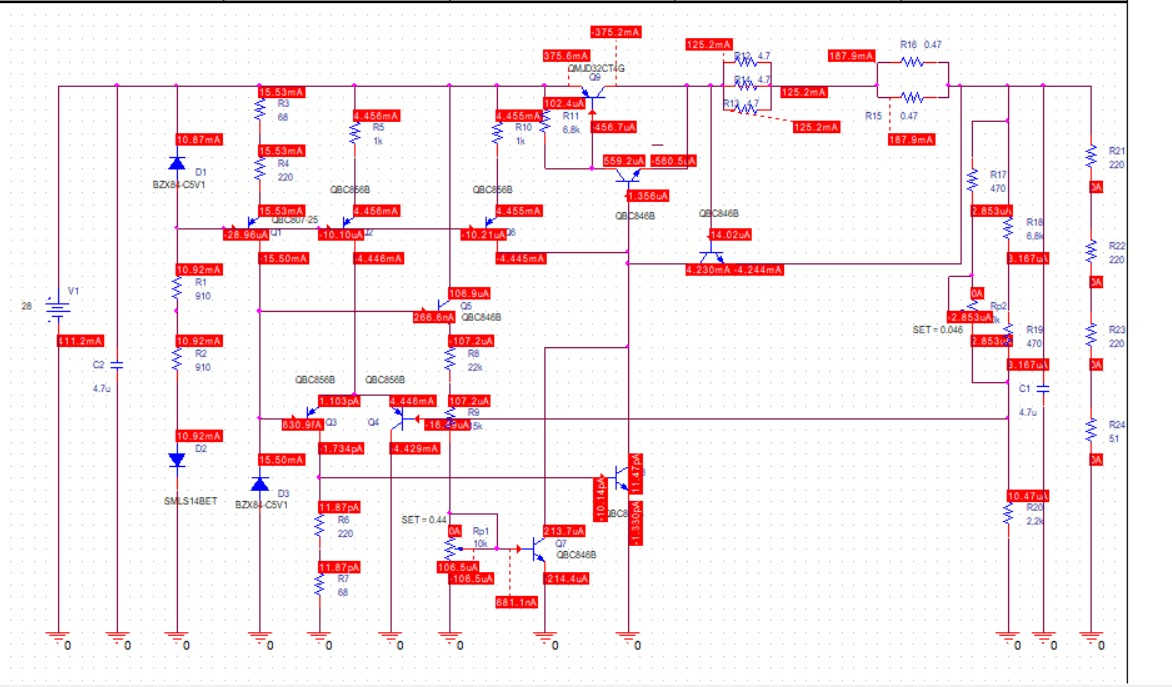 -375.2mA
375.6mA
125.2mA
187.9mA
R16 0.47
QMJD32CT4G
Q9
R12 4.7
R14 4.7
R13 4.7
125.2mA
102.4uA
R11
6.8k
456.7uA
125.2mA
R15 0.47
187.9mA
15.53mA
R3
68
4.456mA
R5
1k
4.455mA
R10
1k
10.87mA
D1
BZX84-C5V1
15.53mA
R4
220
559.2uA
-560.5uA
1.356mA
QBC846B
R17
470
R21
220
0A
QBC856B
QBC856B
15.53mA
QBC807-25
Q1
-28.96uA
4.456mA
-10.10uA
4.455mA
-10.21uA
QBC846B
14.02uA
2.853uA
R18
6.8k
-15.50mA
-4.446mA
-4.445mA
4.230mA
-4.244mA
3.167uA
R22
220
0A
10.92mA
R1
910
V1
28
106.9uA
Q5
QBC846B
266.6nA
0A
Rp2
-2.853uA
SET = 0.046
R19
470
R23
220
411.2mA
10.92mA
R2
910
-107.2uA
R8
22k
C2
4.7u
3.167uA
C1
4.7u
0A
QBC856B
QBC856B
1.103pA
4.446mA
107.2uA
R9
Q3
Q4
630.9fA
10.92mA
D2
-1.734pA
-4.429mA
R24
51
0A
15.50mA
D3
BZX84-C5V1
SMLS14BET
11.47pA
-10.14pA
-1.330pA
10.47uA
R20
2.2k
11.87pA
R6
220
SET = 0.44
0A
Rp1
10k
213.7uA
Q7
QBC846B
106.5uA
-106.5uA
-214.4uA
11.87pA
R7
68
681.1nA
0
0
0
0
0
0
0
0
0
0
0
0